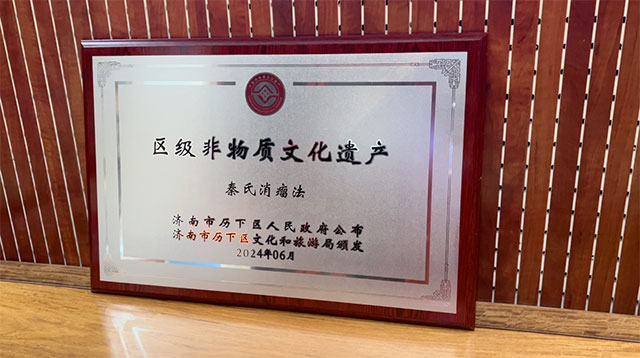 区级非物质文化遗产
秦氏消瘤法
济南市历下区人民政府公布
济南市历下区文化和旅游局颁发
2024年06月